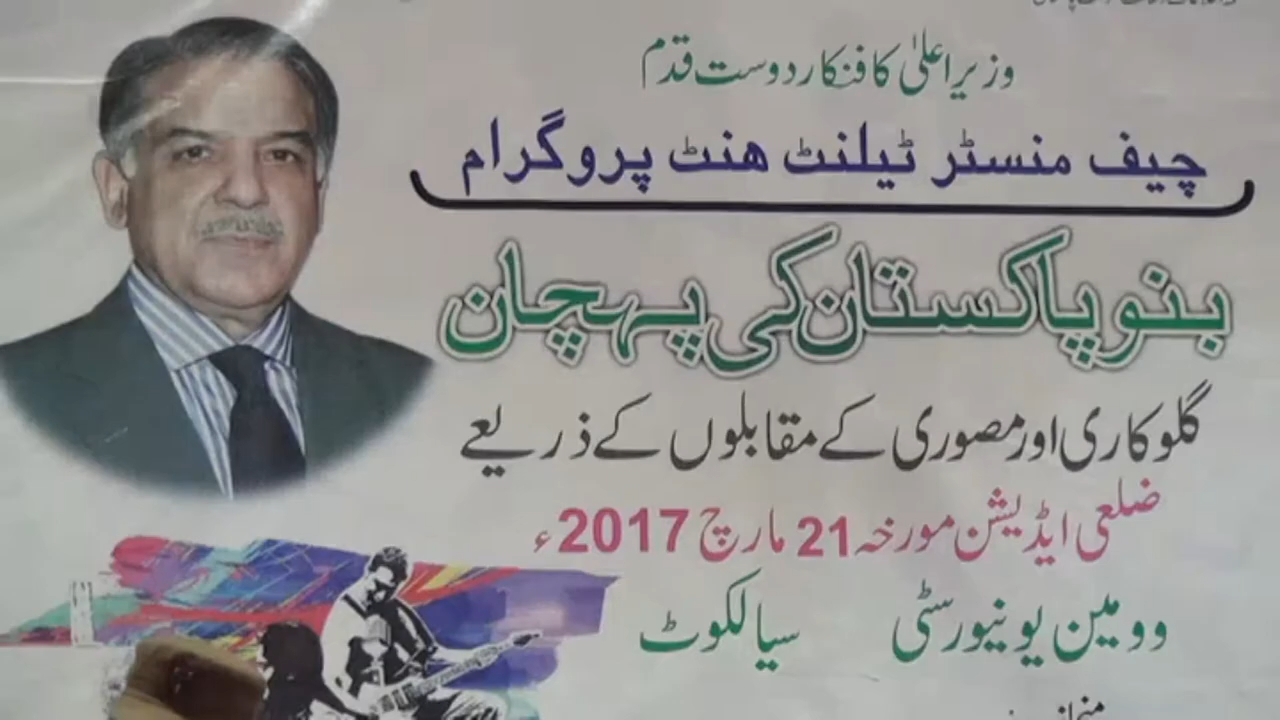 وزیراعلیٰ کا فنکار دوست قدم
چیف منسٹر ٹیلنٹ ھنٹ پروگرام
بنو پاکستان کی پہچان
گلوکاری اور مصوری کے مقابلوں کے ذریعے
ضلعی ایڈیشن مورخہ 21 مارچ 2017ء
وومین یونیورسٹی سیالکوٹ